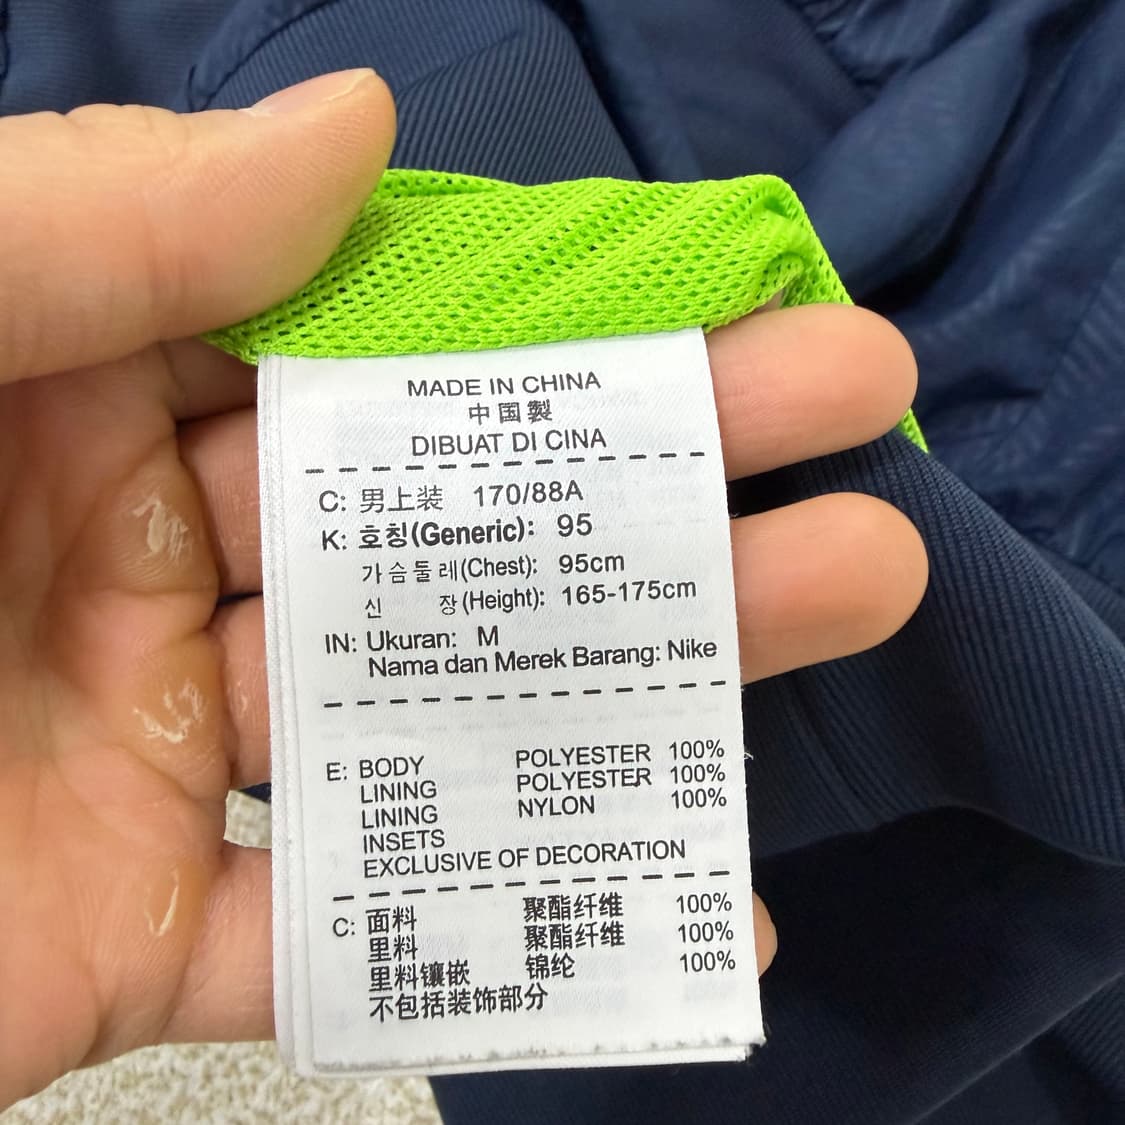 MADE IN CHINA
中国製
DIBUAT DI CINA
C: 男上装 170/88A
K: 호칭(Generic): 95
가슴둘레(Chest): 95cm
신 장(Height): 165-175cm
IN: Ukuran: M
Nama dan Merek Barang: Nike
E: BODY POLYESTER 100%
LINING POLYESTER 100%
LINING NYLON 100%
INSETS
EXCLUSIVE OF DECORATION
C: 面料 聚酯纤维 100%
里料 聚酯纤维 100%
里料镶嵌 锦纶 100%
不包括装饰部分